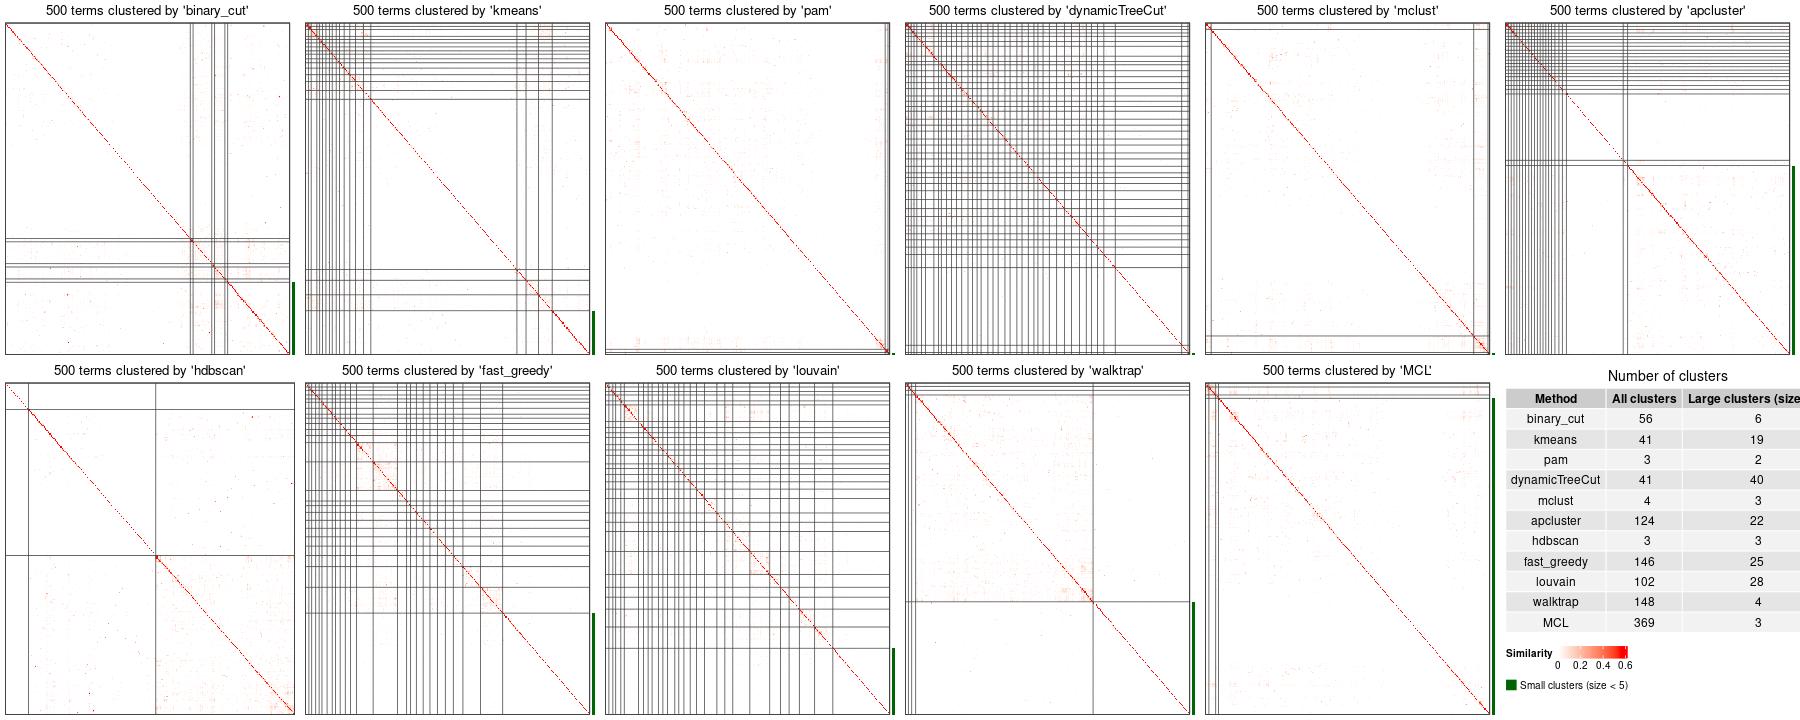 500 terms clustered by 'binary_cut'
500 terms clustered by 'kmeans'
500 terms clustered by 'pam'
500 terms clustered by 'dynamicTreeCut'
500 terms clustered by 'mclust'
500 terms clustered by 'apcluster'
500 terms clustered by 'hdbscan'
500 terms clustered by 'fast_greedy'
500 terms clustered by 'louvain'
500 terms clustered by 'walktrap'
500 terms clustered by 'MCL'
Number of clusters
Method All clusters Large clusters (size
binary_cut 56 6
kmeans 41 19
pam 3 2
dynamicTreeCut 41 40
mclust 4 3
apcluster 124 22
hdbscan 3 3
fast_greedy 146 25
louvain 102 28
walktrap 148 4
MCL 369 3
Similarity
0 0.2 0.4 0.6
Small clusters (size < 5)